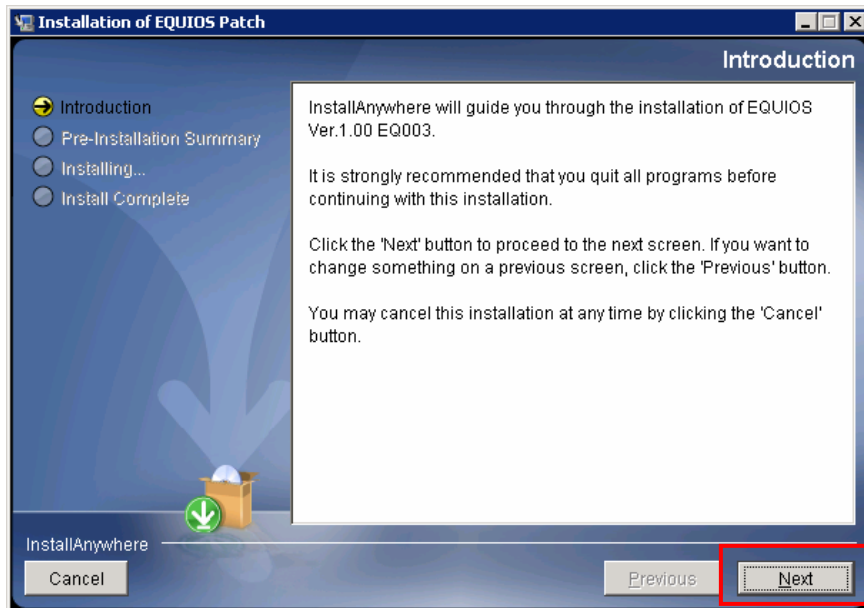 Installation of EQUIOS Patch
Introduction
Introduction
Pre-Installation Summary
Installing...
Install Complete
InstallAnywhere will guide you through the installation of EQUIOS
Ver.1.00 EQ003.
It is strongly recommended that you quit all programs before
continuing with this installation.
Click the 'Next' button to proceed to the next screen. If you want to
change something on a previous screen, click the 'Previous' button.
You may cancel this installation at any time by clicking the 'Cancel'
button.
InstallAnywhere
Cancel
Previous
Next